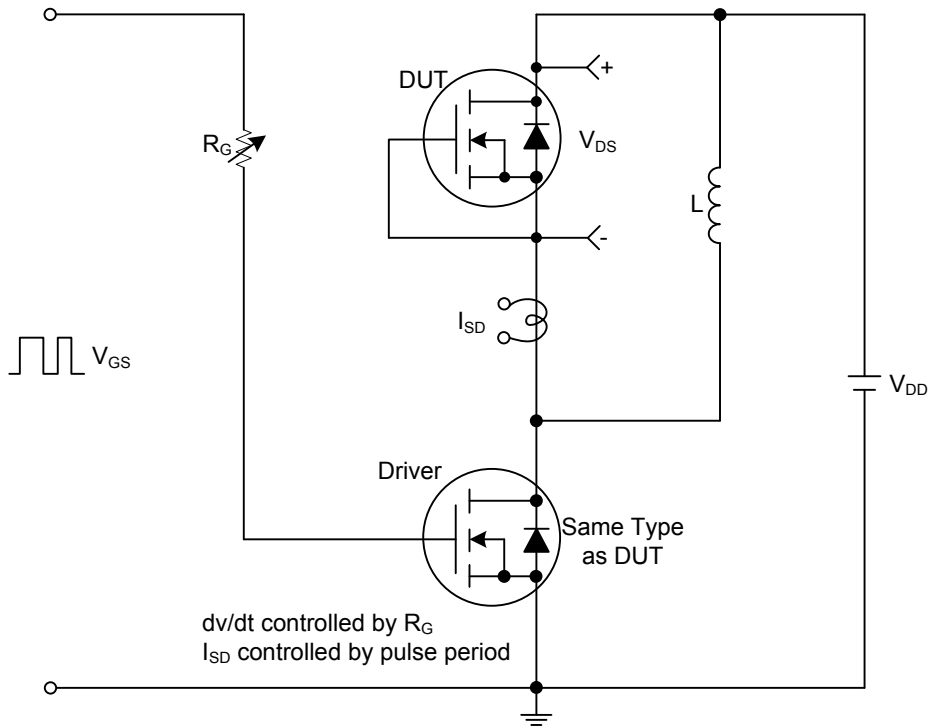 DUT
+
R_G
V_DS
L
-
I_SD
V_GS
V_DD
Driver
Same Type
as DUT
dv/dt controlled by R_G
I_SD controlled by pulse period